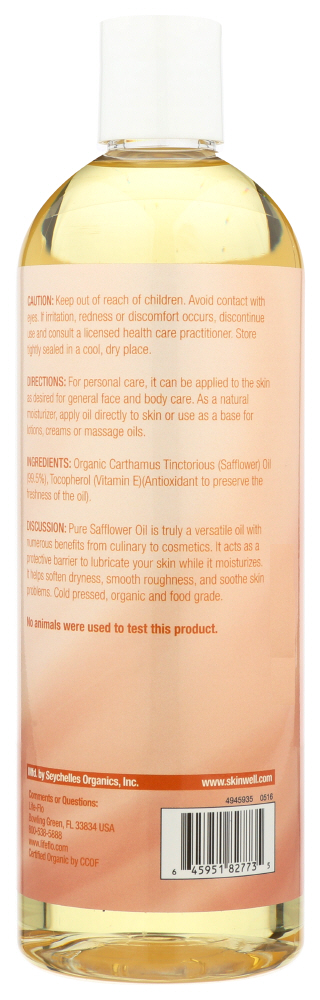 CAUTION: Keep out of reach of children. Avoid contact with
eyes. If irritation, redness or discomfort occurs, discontinue
use and consult a licensed health care practitioner. Store
tightly sealed in a cool, dry place.
DIRECTIONS: For personal care, it can be applied to the skin
as desired for general face and body care. As a natural
moisturizer, apply oil directly to skin or use as a base for
lotions, creams or massage oils.
INGREDIENTS: Organic Carthamus Tinctorious (Safflower) Oil
(99.5%), Tocopherol (Vitamin E)(Antioxidant to preserve the
freshness of the oil).
DISCUSSION: Pure Safflower Oil is truly a versatile oil with
numerous benefits from culinary to cosmetics. It acts as a
protective barrier to lubricate your skin while it moisturizes.
It helps soften dryness, smooth roughness, and soothe skin
problems. Cold pressed, organic and food grade.
No animals were used to test this product.
Mfd. by Seychelles Organics, Inc. www.skinwell.com
Comments or Questions:
Life-Flo
Bowling Green, FL 33834 USA
800-538-5888
www.lifeflo.com
Certified Organic by CCOF
4945935 0516
6 45951 82773 5